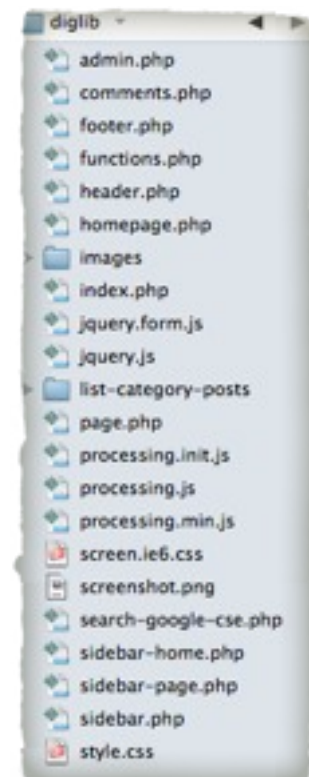 diglib
admin.php
comments.php
footer.php
functions.php
header.php
homepage.php
images
index.php
jquery.form.js
jquery.js
list-category-posts
page.php
processing.init.js
processing.js
processing.min.js
screen.ie6.css
screenshot.png
search-google-cse.php
sidebar-home.php
sidebar-page.php
sidebar.php
style.css